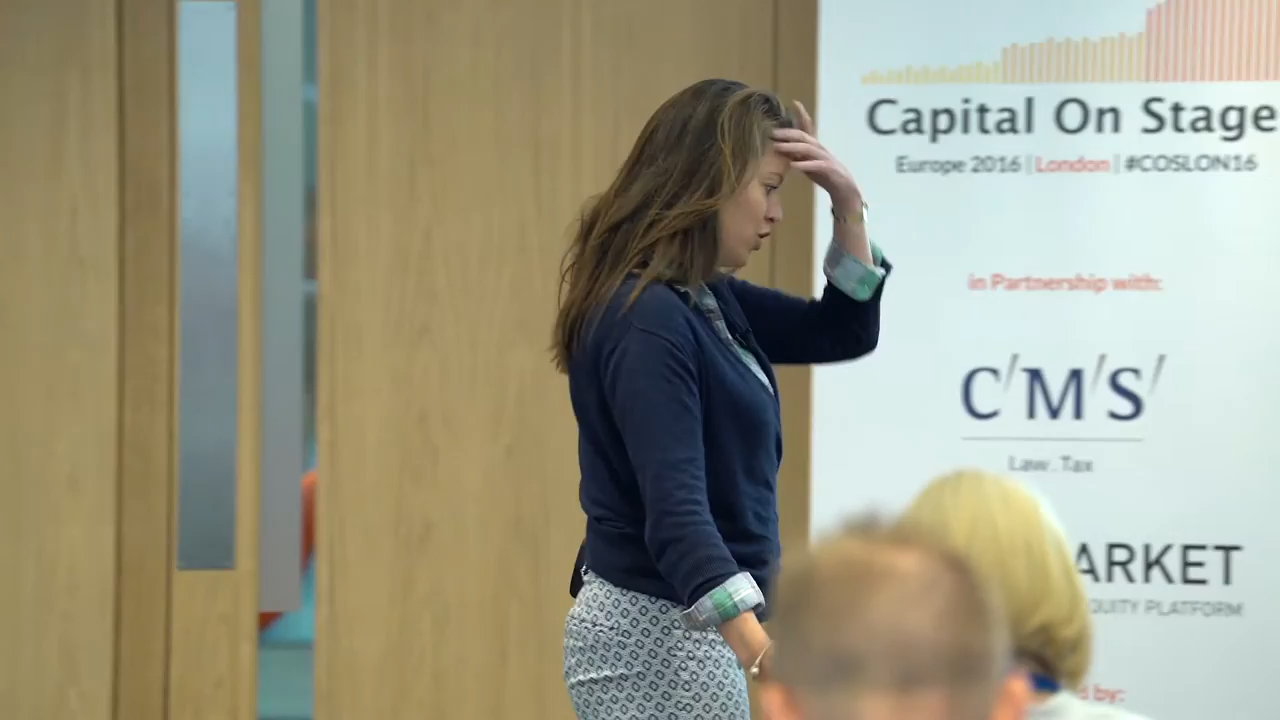 Capital On Stage
Europe 2016 | London | #COSLON16
in Partnership with:
C/M/S/
Law.Tax
ARKET
QUITY PLATFORM
d by: